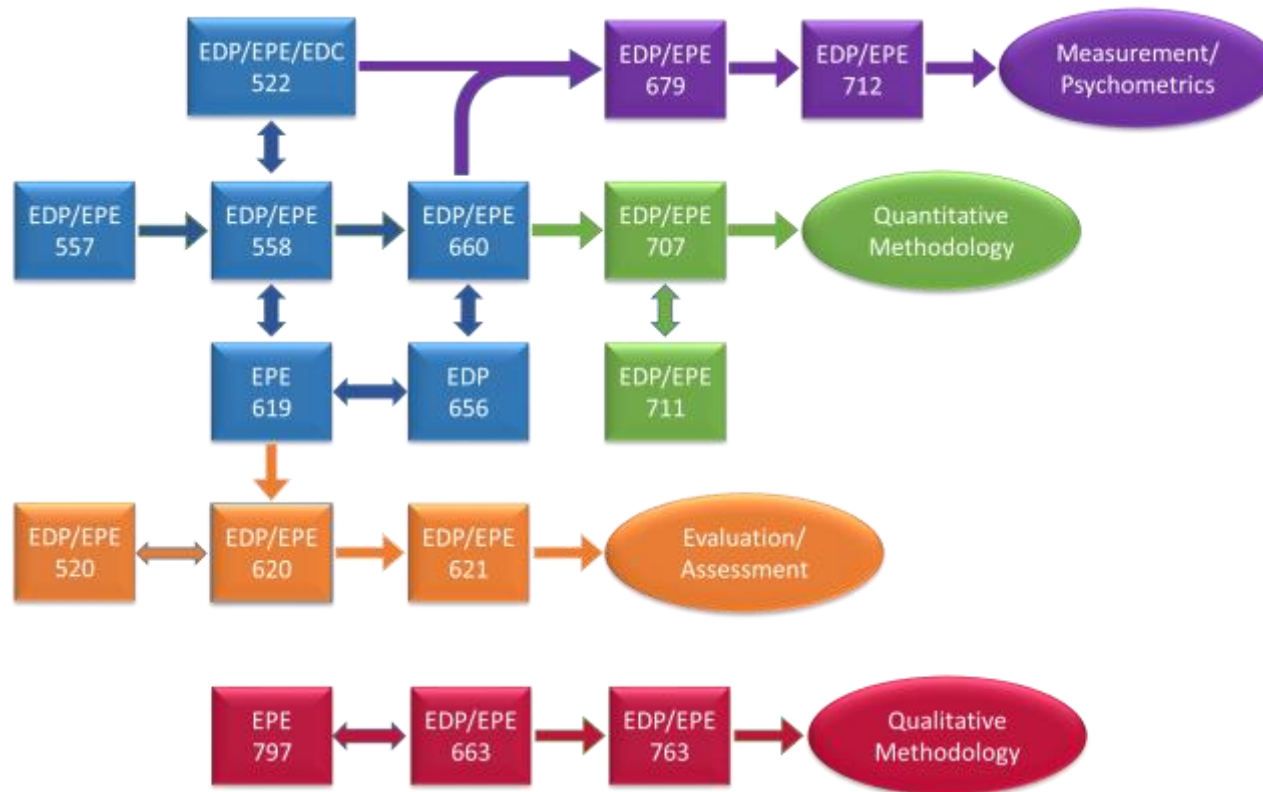 EDP/EPE/EDC
522
EDP/EPE
679
EDP/EPE
712
Measurement/
Psychometrics
EDP/EPE
557
EDP/EPE
558
EDP/EPE
660
EDP/EPE
707
Quantitative
Methodology
EPE
619
EDP
656
EDP/EPE
711
EDP/EPE
520
EDP/EPE
620
EDP/EPE
621
Evaluation/
Assessment
EPE
797
EDP/EPE
663
EDP/EPE
763
Qualitative
Methodology